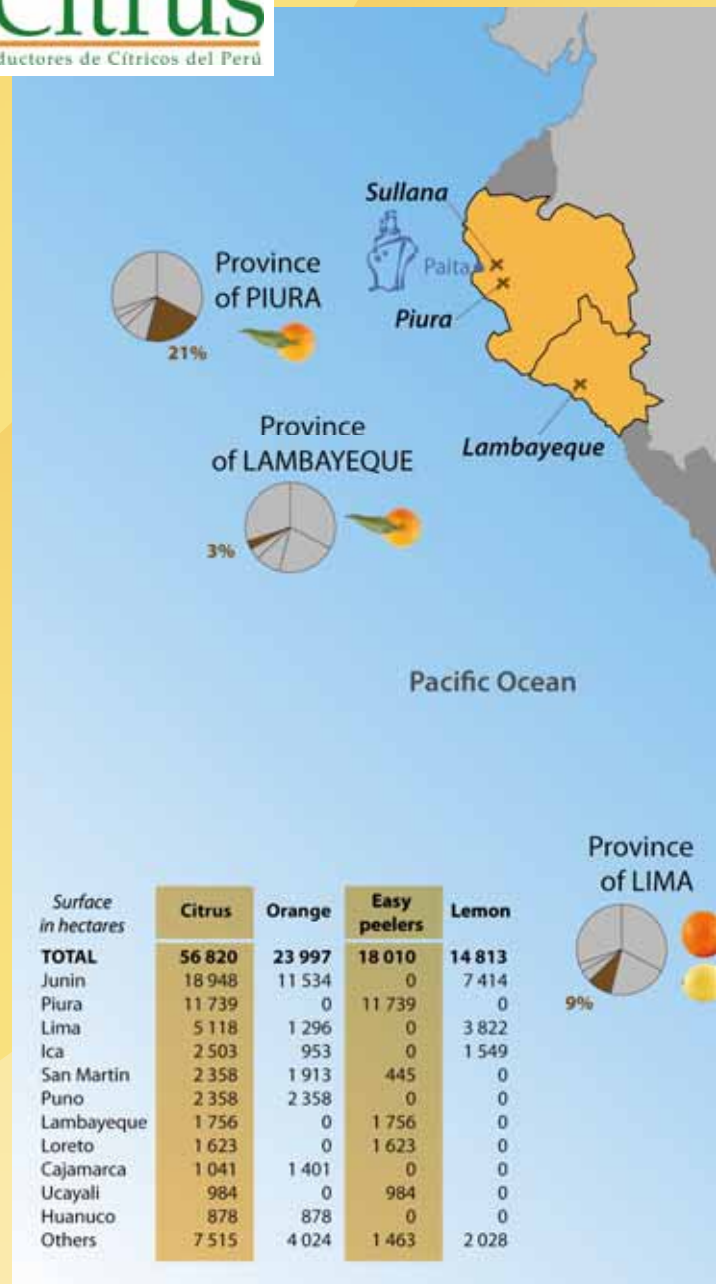 Citrus
ductores de Cítricos del Perú
Sullana
Paita
Piura
Lambayeque
Province
of PIURA
21%
Province
of LAMBAYEQUE
3%
Pacific Ocean
Province
of LIMA
9%
Surface in hectares Citrus Orange Easy peelers Lemon
TOTAL 56 820 23 997 18 010 14 813
Junin 18 948 11 534 0 7 414
Piura 11 739 0 11 739 0
Lima 5 118 1 296 0 3 822
Ica 2 503 953 0 1 549
San Martin 2 358 1 913 445 0
Puno 2 358 2 358 0 0
Lambayeque 1 756 0 1 756 0
Loreto 1 623 0 1 623 0
Cajamarca 1 041 1 401 0 0
Ucayali 984 0 984 0
Huanuco 878 878 0 0
Others 7 515 4 024 1 463 2 028